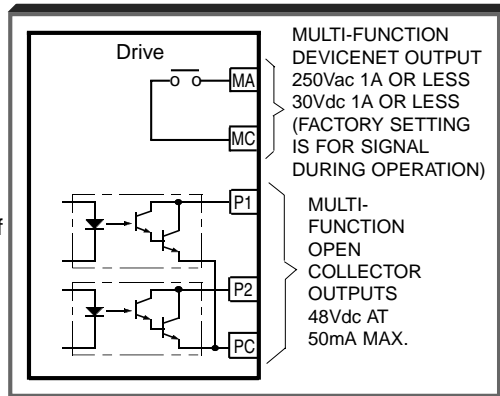 Drive
MA
MC
P1
P2
PC
MULTI-FUNCTION
DEVICENET OUTPUT
250Vac 1A OR LESS
30Vdc 1A OR LESS
(FACTORY SETTING
IS FOR SIGNAL
DURING OPERATION)
MULTI-
FUNCTION
OPEN
COLLECTOR
OUTPUTS
48Vdc AT
50mA MAX.
f